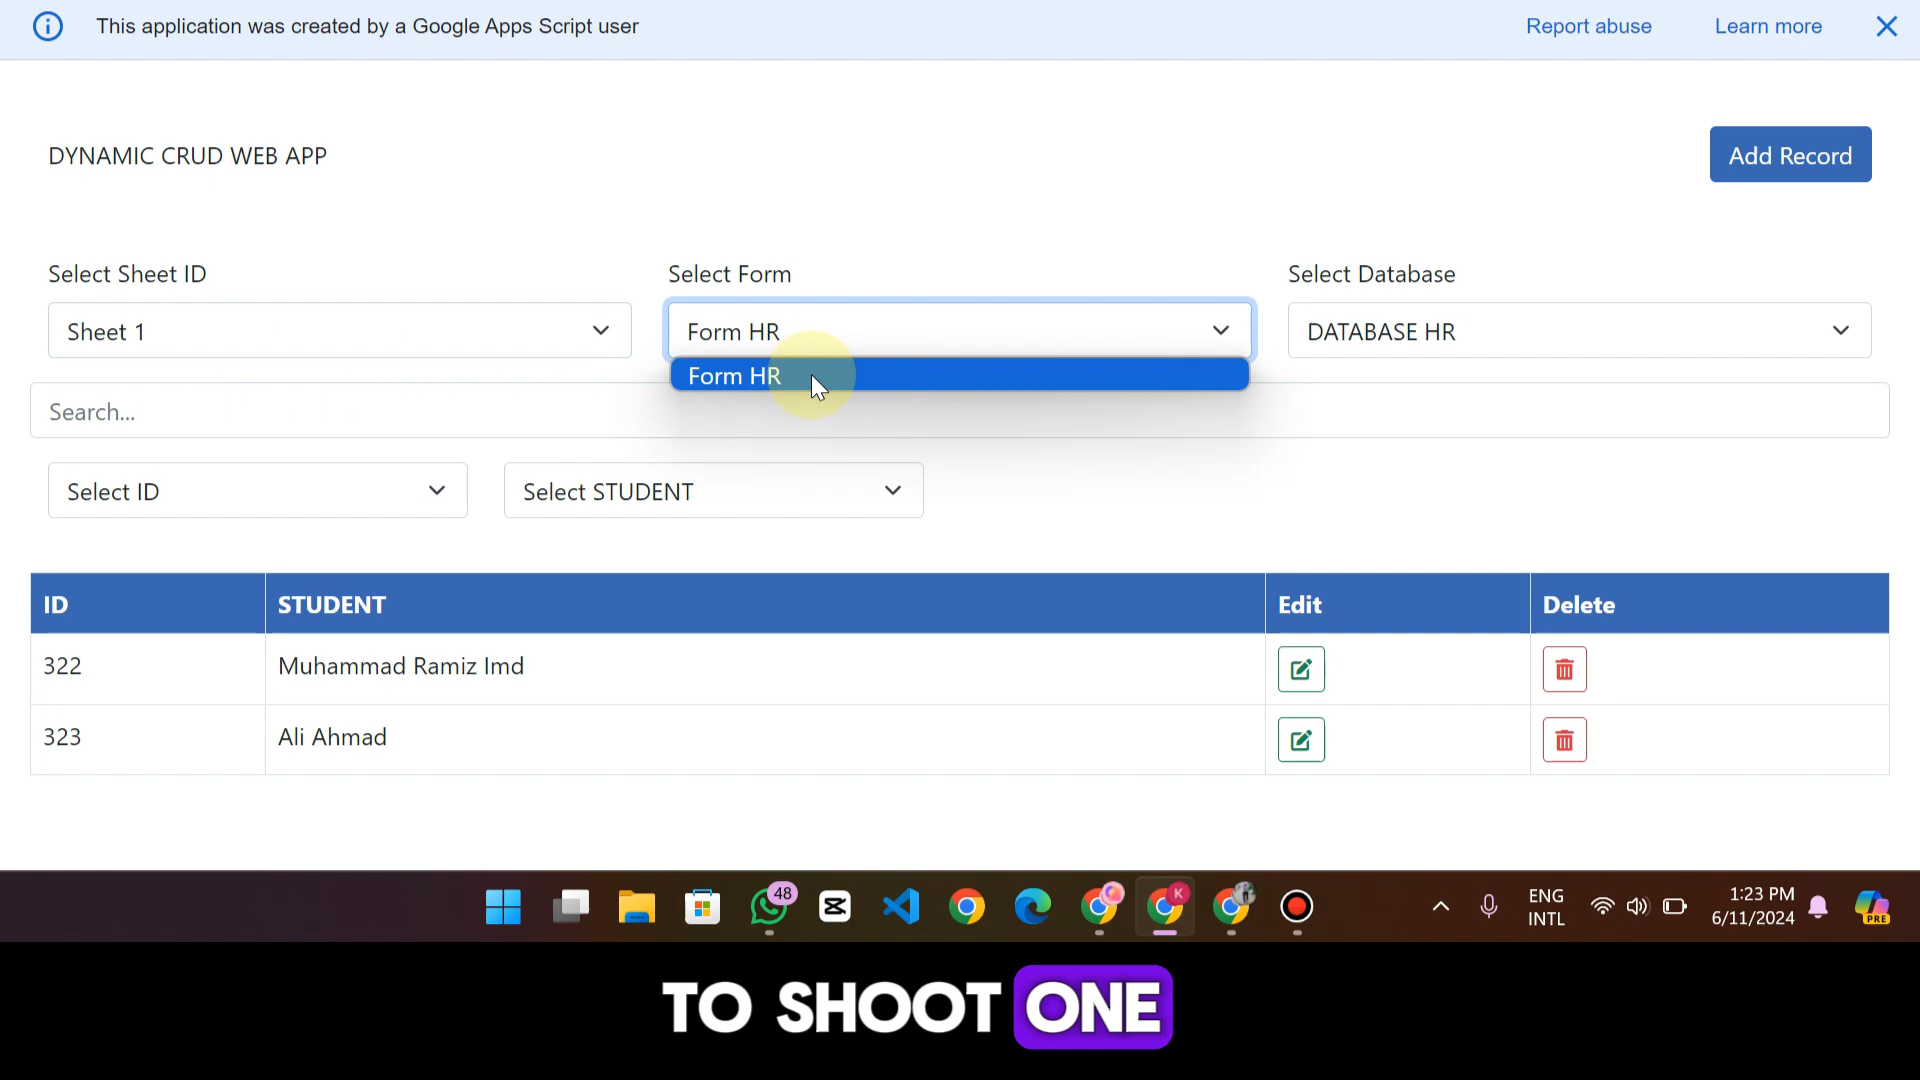 This application was created by a Google Apps Script user
Report abuse
Learn more
DYNAMIC CRUD WEB APP
Add Record
Select Sheet ID
Select Form
Select Database
Sheet 1
Form HR
DATABASE HR
Form HR
Search...
Select ID
Select STUDENT
ID
STUDENT
Edit
Delete
322
Muhammad Ramiz Imd
323
Ali Ahmad
48
K
ENG
INTL
1:23 PM
6/11/2024
PRE
TO SHOOT ONE